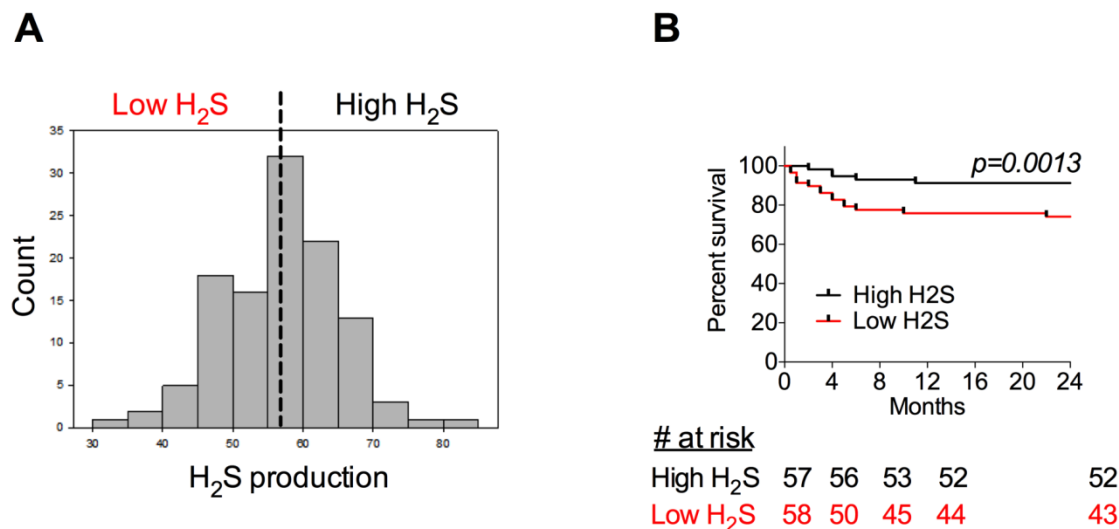 A
Low H₂S
High H₂S
35
30
25
20
15
10
5
0
Count
30 40 50 60 70 80
H₂S production
B
p=0.0013
100
80
60
40
20
0
Percent survival
High H2S
Low H2S
0 4 8 12 16 20 24
Months
# at risk
High H₂S 57 56 53 52 52
Low H₂S 58 50 45 44 43